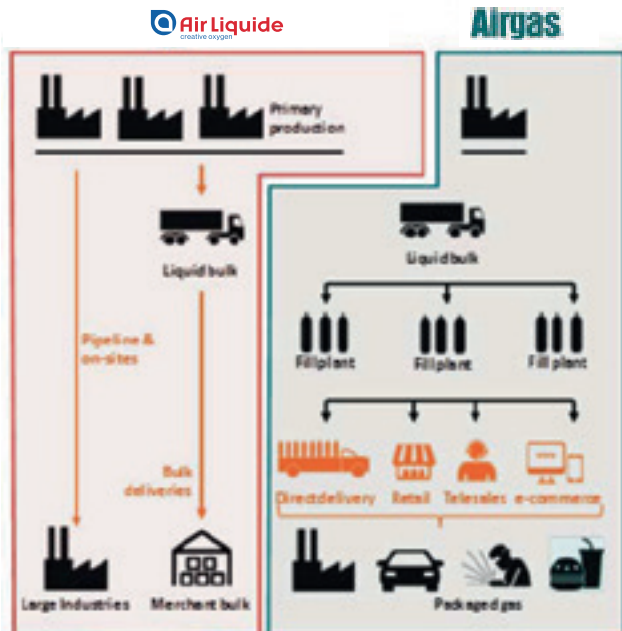 Air Liquide
creative oxygen
Airgas
Primary
production
Liquid bulk
Liquid bulk
Pipeline &
on-sites
Fill plant
Fill plant
Fill plant
Bulk
deliveries
Direct delivery
Retail
Telesales
e-commerce
Large Industries
Merchant bulk
Packaged gas